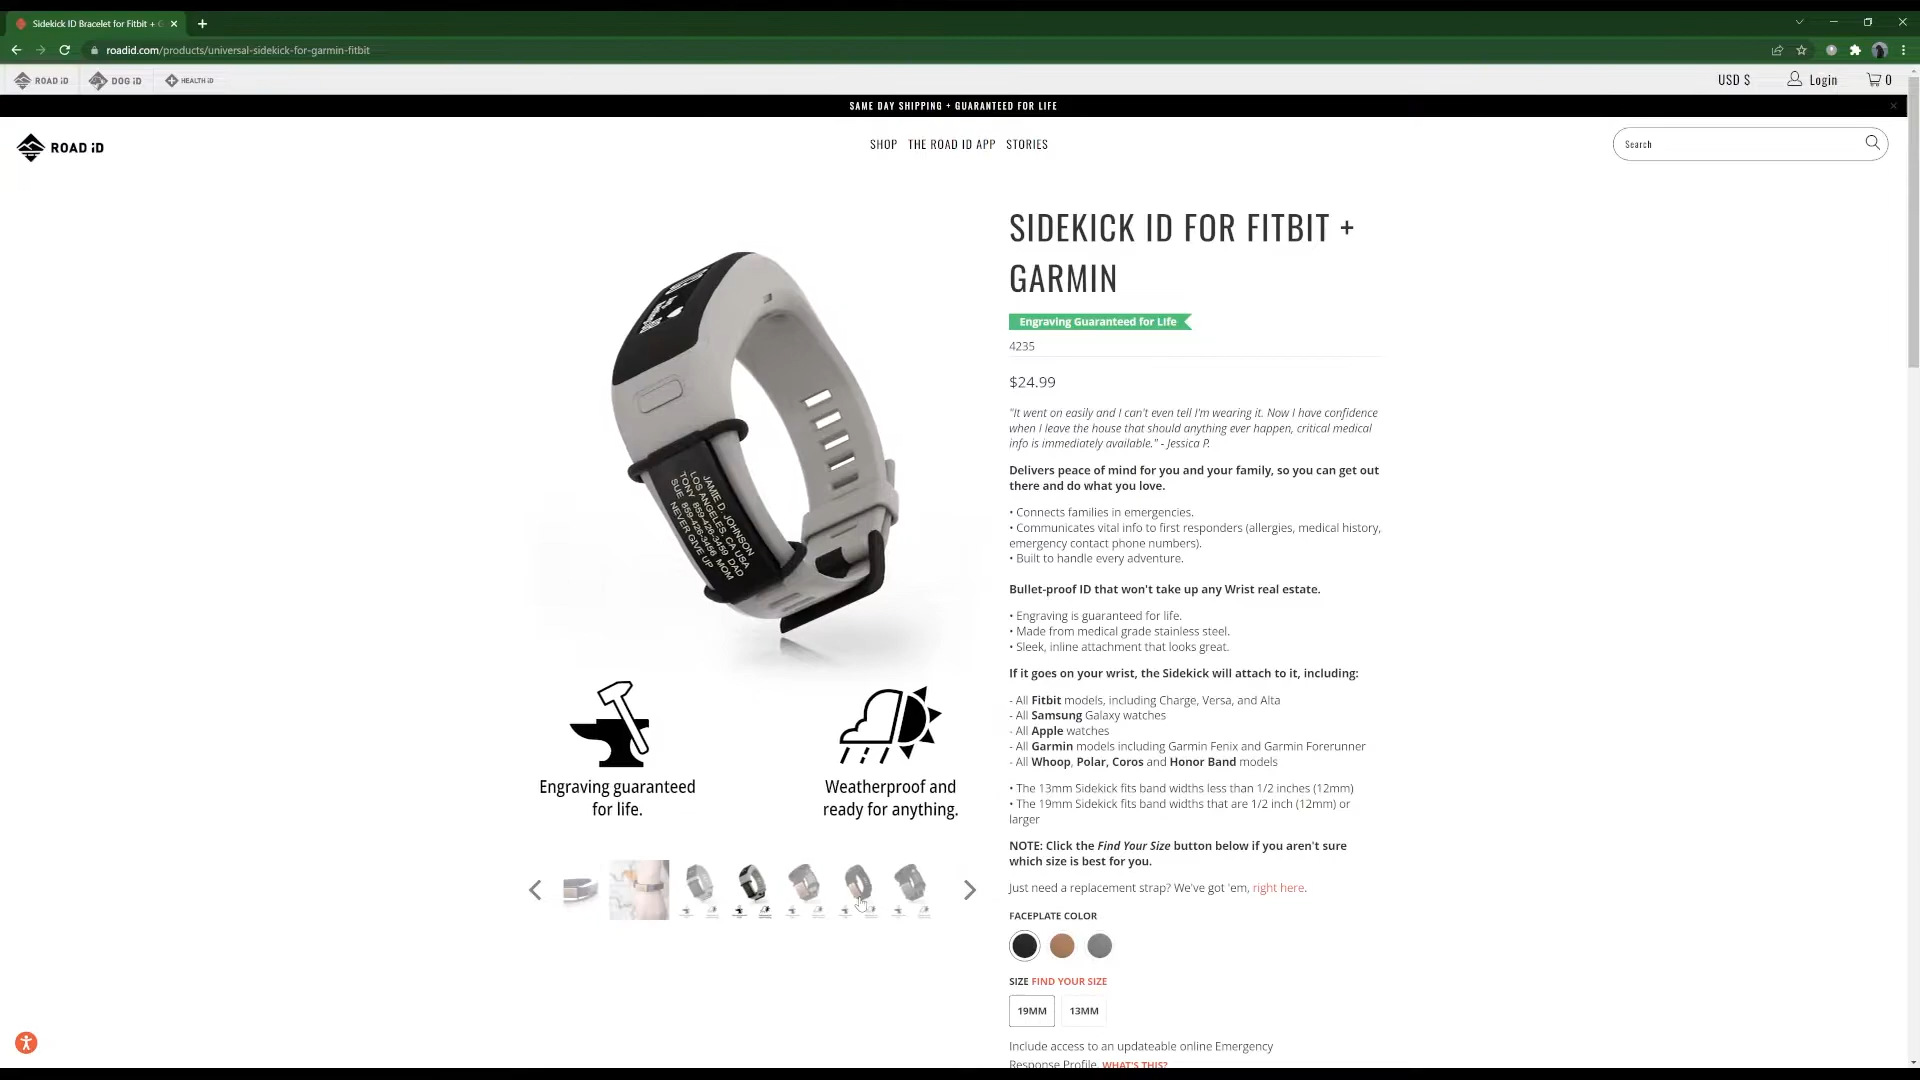 Sidekick ID Bracelet for Fitbit +
roadid.com/products/universal-sidekick-for-garmin-fitbit
ROAD iD
DOG iD
HEALTH iD
USD $
Login
0
SAME DAY SHIPPING + GUARANTEED FOR LIFE
ROAD iD
SHOP
THE ROAD ID APP
STORIES
Search
SIDEKICK ID FOR FITBIT +
GARMIN
Engraving Guaranteed for Life
4235
$24.99
"It went on easily and I can't even tell I'm wearing it. Now I have confidence
when I leave the house that should anything ever happen, critical medical
info is immediately available." - Jessica P.
Delivers peace of mind for you and your family, so you can get out
there and do what you love.
• Connects families in emergencies.
• Communicates vital info to first responders (allergies, medical history,
emergency contact phone numbers).
• Built to handle every adventure.
Bullet-proof ID that won't take up any Wrist real estate.
• Engraving is guaranteed for life.
• Made from medical grade stainless steel.
• Sleek, inline attachment that looks great.
If it goes on your wrist, the Sidekick will attach to it, including:
- All Fitbit models, including Charge, Versa, and Alta
- All Samsung Galaxy watches
- All Apple watches
- All Garmin models including Garmin Fenix and Garmin Forerunner
- All Whoop, Polar, Coros and Honor Band models
• The 13mm Sidekick fits band widths less than 1/2 inches (12mm)
• The 19mm Sidekick fits band widths that are 1/2 inch (12mm) or
larger
NOTE: Click the Find Your Size button below if you aren't sure
which size is best for you.
Just need a replacement strap? We've got 'em, right here.
FACEPLATE COLOR
SIZE FIND YOUR SIZE
19MM
13MM
Include access to an updateable online Emergency
Response Profile. WHAT'S THIS?
JAMIE D. JOHNSON
LOS ANGELES, CA USA
TONY 859-426-3459 DAD
SUE 859-426-3456 MOM
NEVER GIVE UP
Engraving guaranteed
for life.
Weatherproof and
ready for anything.